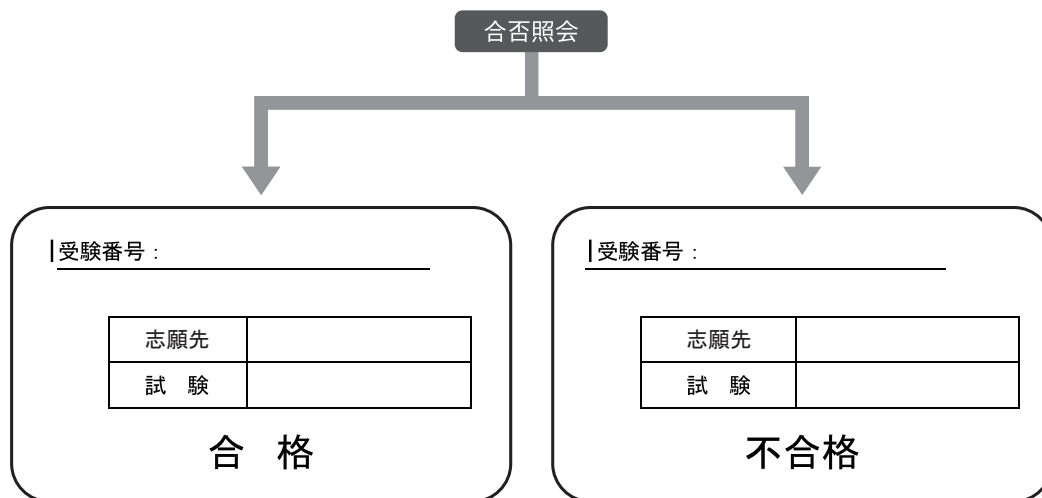 合否照会
受験番号：
志願先
試　験
合　格
受験番号：
志願先
試　験
不合格